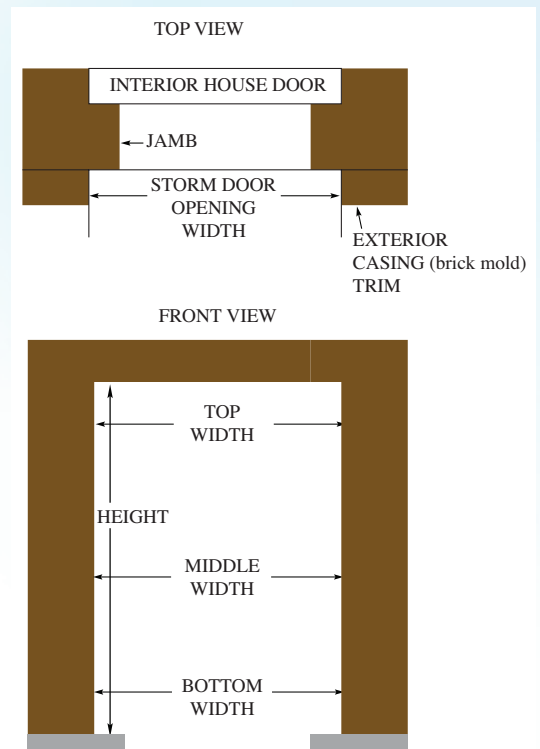 TOP VIEW
INTERIOR HOUSE DOOR
JAMB
STORM DOOR
OPENING
WIDTH
EXTERIOR
CASING (brick mold)
TRIM
FRONT VIEW
TOP
WIDTH
HEIGHT
MIDDLE
WIDTH
BOTTOM
WIDTH